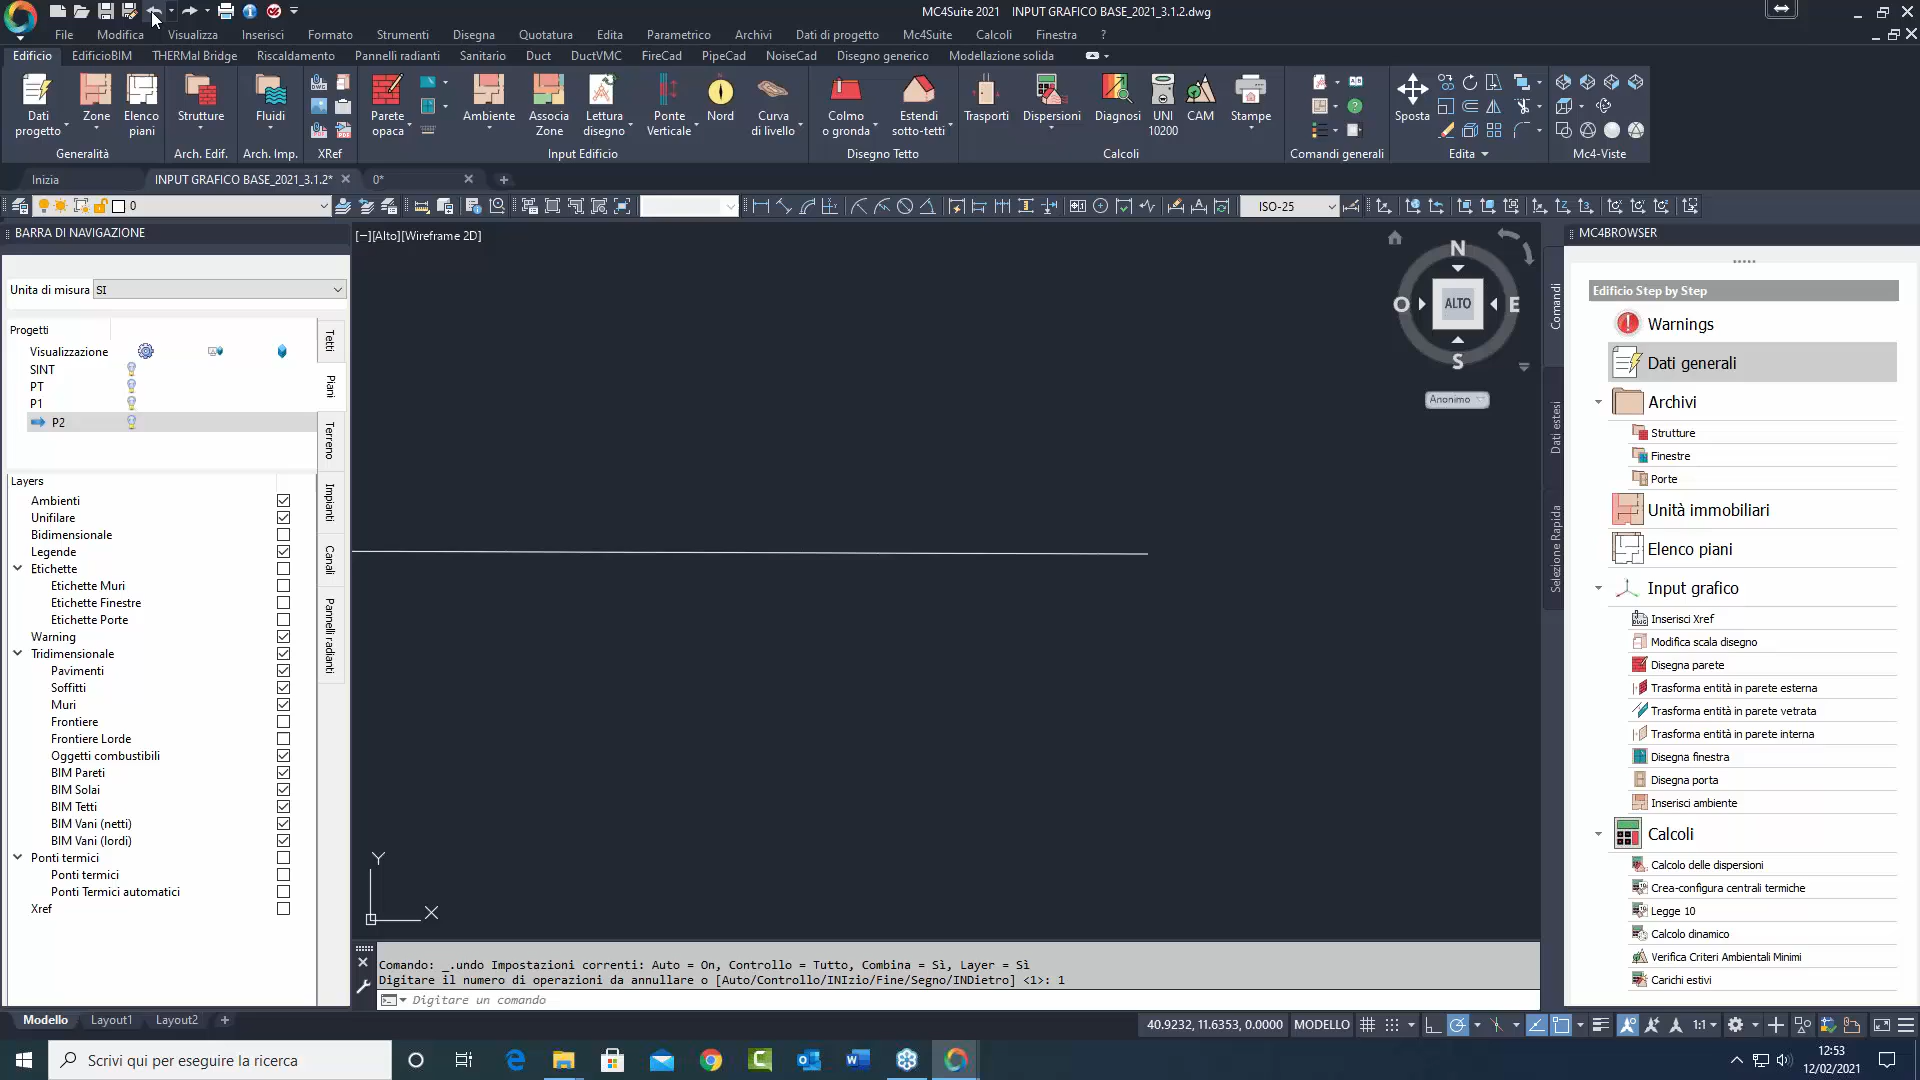 MC4Suite 2021 INPUT GRAFICO BASE_2021_3.1.2.dwg
File Modifica Visualizza Inserisci Formato Strumenti Disegna Quotatura Edita Parametrico Archivi Dati di progetto Mc4Suite Calcoli Finestra ?
Edificio EdificioBIM THERMal Bridge Riscaldamento Pannelli radianti Sanitario Duct DuctVMC FireCad PipeCad NoiseCad Disegno generico Modellazione solida
Dati progetto Zone Elenco piani Strutture Fluidi Parete opaca Ambiente Associa Zone Lettura disegno Ponte Verticale Nord Curva di livello Colmo o gronda Estendi sotto-tetti Trasporti Dispersioni Diagnosi UNI 10200 CAM Stampe Sposta
Generalità Arch. Edif. Arch. Imp. XRef Input Edificio Disegno Tetto Calcoli Comandi generali Edita Mc4-Viste
Inizia INPUT GRAFICO BASE_2021_3.1.2* 0*
0 ISO-25
BARRA DI NAVIGAZIONE
Unita di misura SI
Progetti
Visualizzazione
SINT
PT
P1
P2
Tetti
Piani
Terreno
Impianti
Canali
Pannelli radianti
Layers
Ambienti
Unifilare
Bidimensionale
Legende
Etichette
Etichette Muri
Etichette Finestre
Etichette Porte
Warning
Tridimensionale
Pavimenti
Soffitti
Muri
Frontiere
Frontiere Lorde
Oggetti combustibili
BIM Pareti
BIM Solai
BIM Tetti
BIM Vani (netti)
BIM Vani (lordi)
Ponti termici
Ponti termici
Ponti Termici automatici
Xref
[−][Alto][Wireframe 2D]
N
O ALTO E
S
Anonimo
Y
X
Comandi
Dati estesi
Selezione Rapida
MC4BROWSER
Edificio Step by Step
Warnings
Dati generali
Archivi
Strutture
Finestre
Porte
Unità immobiliari
Elenco piani
Input grafico
Inserisci Xref
Modifica scala disegno
Disegna parete
Trasforma entità in parete esterna
Trasforma entità in parete vetrata
Trasforma entità in parete interna
Disegna finestra
Disegna porta
Inserisci ambiente
Calcoli
Calcolo delle dispersioni
Crea-configura centrali termiche
Legge 10
Calcolo dinamico
Verifica Criteri Ambientali Minimi
Carichi estivi
Comando: _.undo Impostazioni correnti: Auto = On, Controllo = Tutto, Combina = Sì, Layer = Sì
Digitare il numero di operazioni da annullare o [Auto/Controllo/INIzio/Fine/Segno/INDietro] <1>: 1
Digitare un comando
Modello Layout1 Layout2 +
40.9232, 11.6353, 0.0000 MODELLO 1:1
Scrivi qui per eseguire la ricerca
12:53
12/02/2021